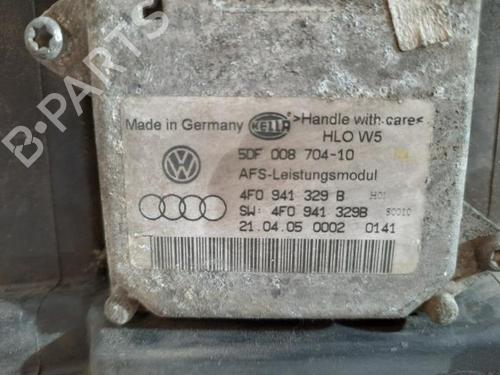 B-PARTS
Made in Germany HELLA >Handle with care<
HLO W5
5DF 008 704-10
AFS-Leistungsmodul
4F0 941 329 B H01
SW: 4F0 941 329B
21.04.05 0002 0141